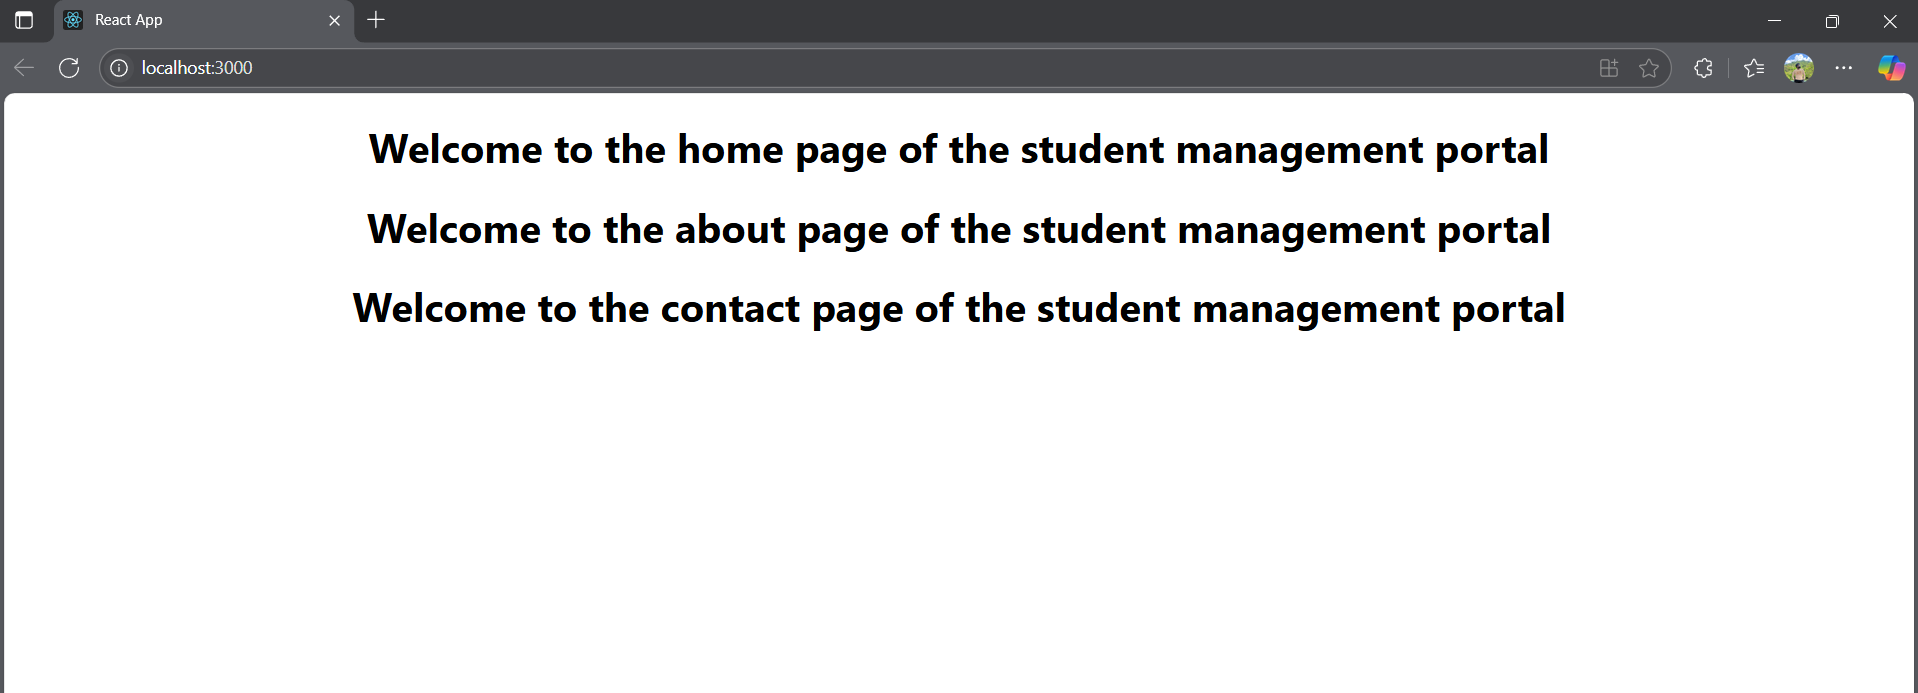 React App
localhost:3000
Welcome to the home page of the student management portal
Welcome to the about page of the student management portal
Welcome to the contact page of the student management portal